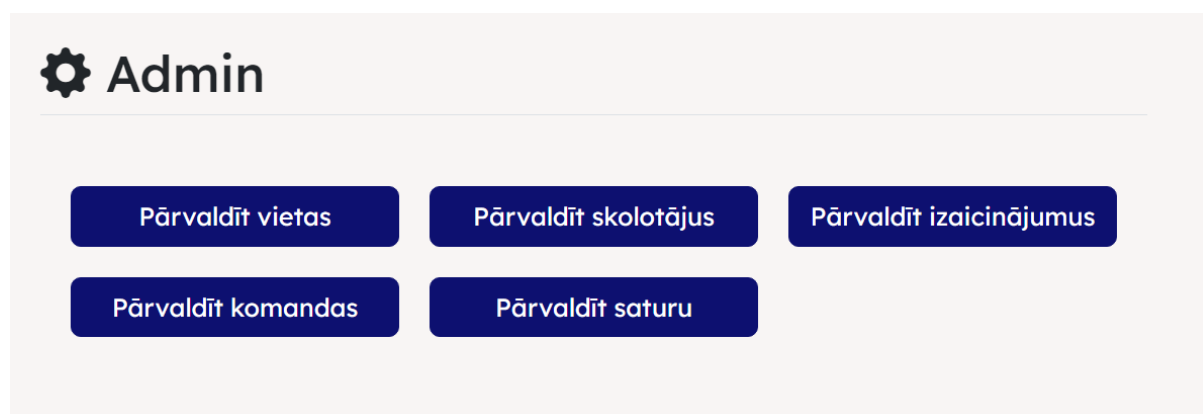 Admin
Pārvaldīt vietas
Pārvaldīt skolotājus
Pārvaldīt izaicinājumus
Pārvaldīt komandas
Pārvaldīt saturu